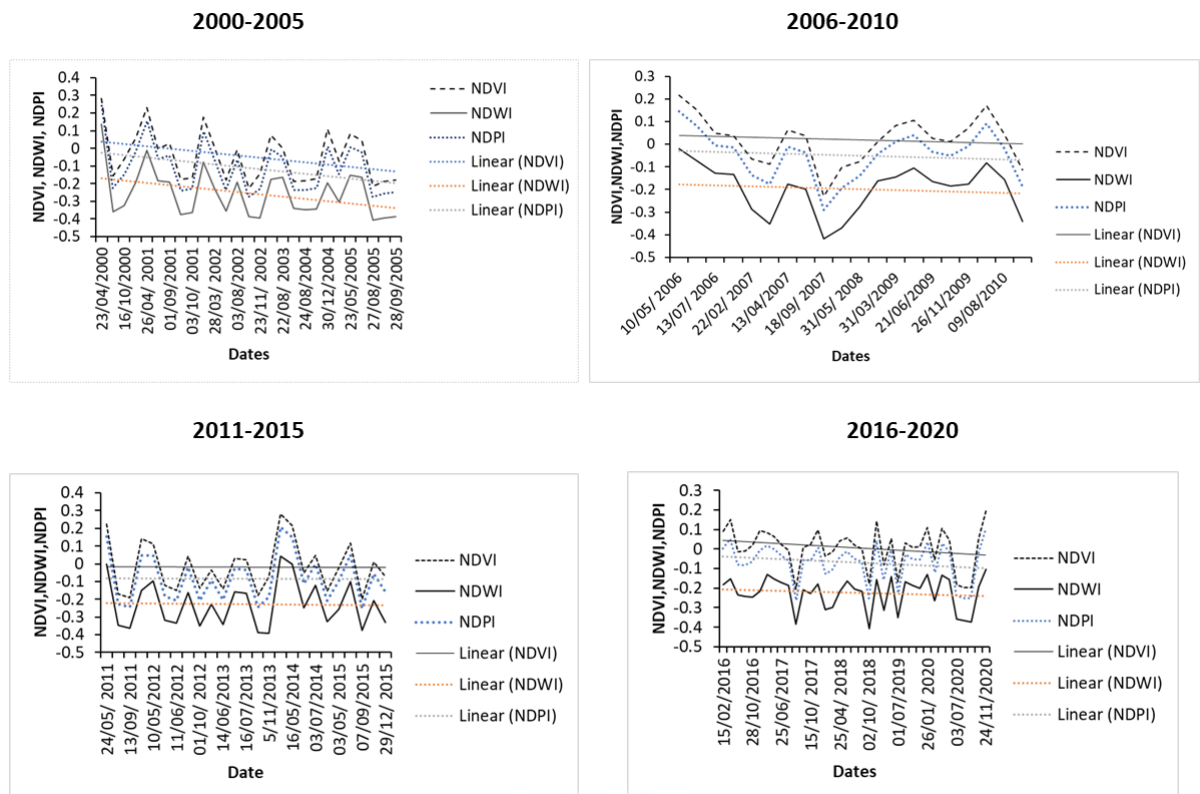 2000-2005
NDVI, NDWI, NDPI
0.4
0.3
0.2
0.1
0
-0.1
-0.2
-0.3
-0.4
-0.5
23/04/2000
16/10/2000
26/04/ 2001
01/09/2001
03/10/ 2001
28/03/ 2002
03/08/2002
23/11/ 2002
22/08/ 2003
24/08/ 2004
30/12/ 2004
23/05/2005
27/08/2005
28/09/2005
Dates
NDVI
NDWI
NDPI
Linear (NDVI)
Linear (NDWI)
Linear (NDPI)
2006-2010
NDVI,NDWI,NDPI
0.3
0.2
0.1
0
-0.1
-0.2
-0.3
-0.4
-0.5
10/05/ 2006
13/07/ 2006
22/02/ 2007
13/04/2007
18/09/ 2007
31/05/ 2008
31/03/ 2009
21/06/ 2009
26/11/ 2009
09/08/ 2010
Dates
NDVI
NDWI
NDPI
Linear (NDVI)
Linear (NDWI)
Linear (NDPI)
2011-2015
NDVI,NDWI,NDPI
0.4
0.3
0.2
0.1
0
-0.1
-0.2
-0.3
-0.4
-0.5
24/05/ 2011
13/09/ 2011
10/05/ 2012
11/06/ 2012
01/10/ 2012
14/06/ 2013
16/07/ 2013
5/11/ 2013
16/05/ 2014
03/07/ 2014
03/05/ 2015
07/09/ 2015
29/12/ 2015
Date
NDVI
NDWI
NDPI
Linear (NDVI)
Linear (NDWI)
Linear (NDPI)
2016-2020
NDVI,NDWI,NDPI
0.3
0.2
0.1
0
-0.1
-0.2
-0.3
-0.4
-0.5
15/02/ 2016
28/10/ 2016
25/06/ 2017
15/10/ 2017
25/04/ 2018
02/10/ 2018
01/07/ 2019
26/01/ 2020
03/07/ 2020
24/11/ 2020
Dates
NDVI
NDWI
NDPI
Linear (NDVI)
Linear (NDWI)
Linear (NDPI)